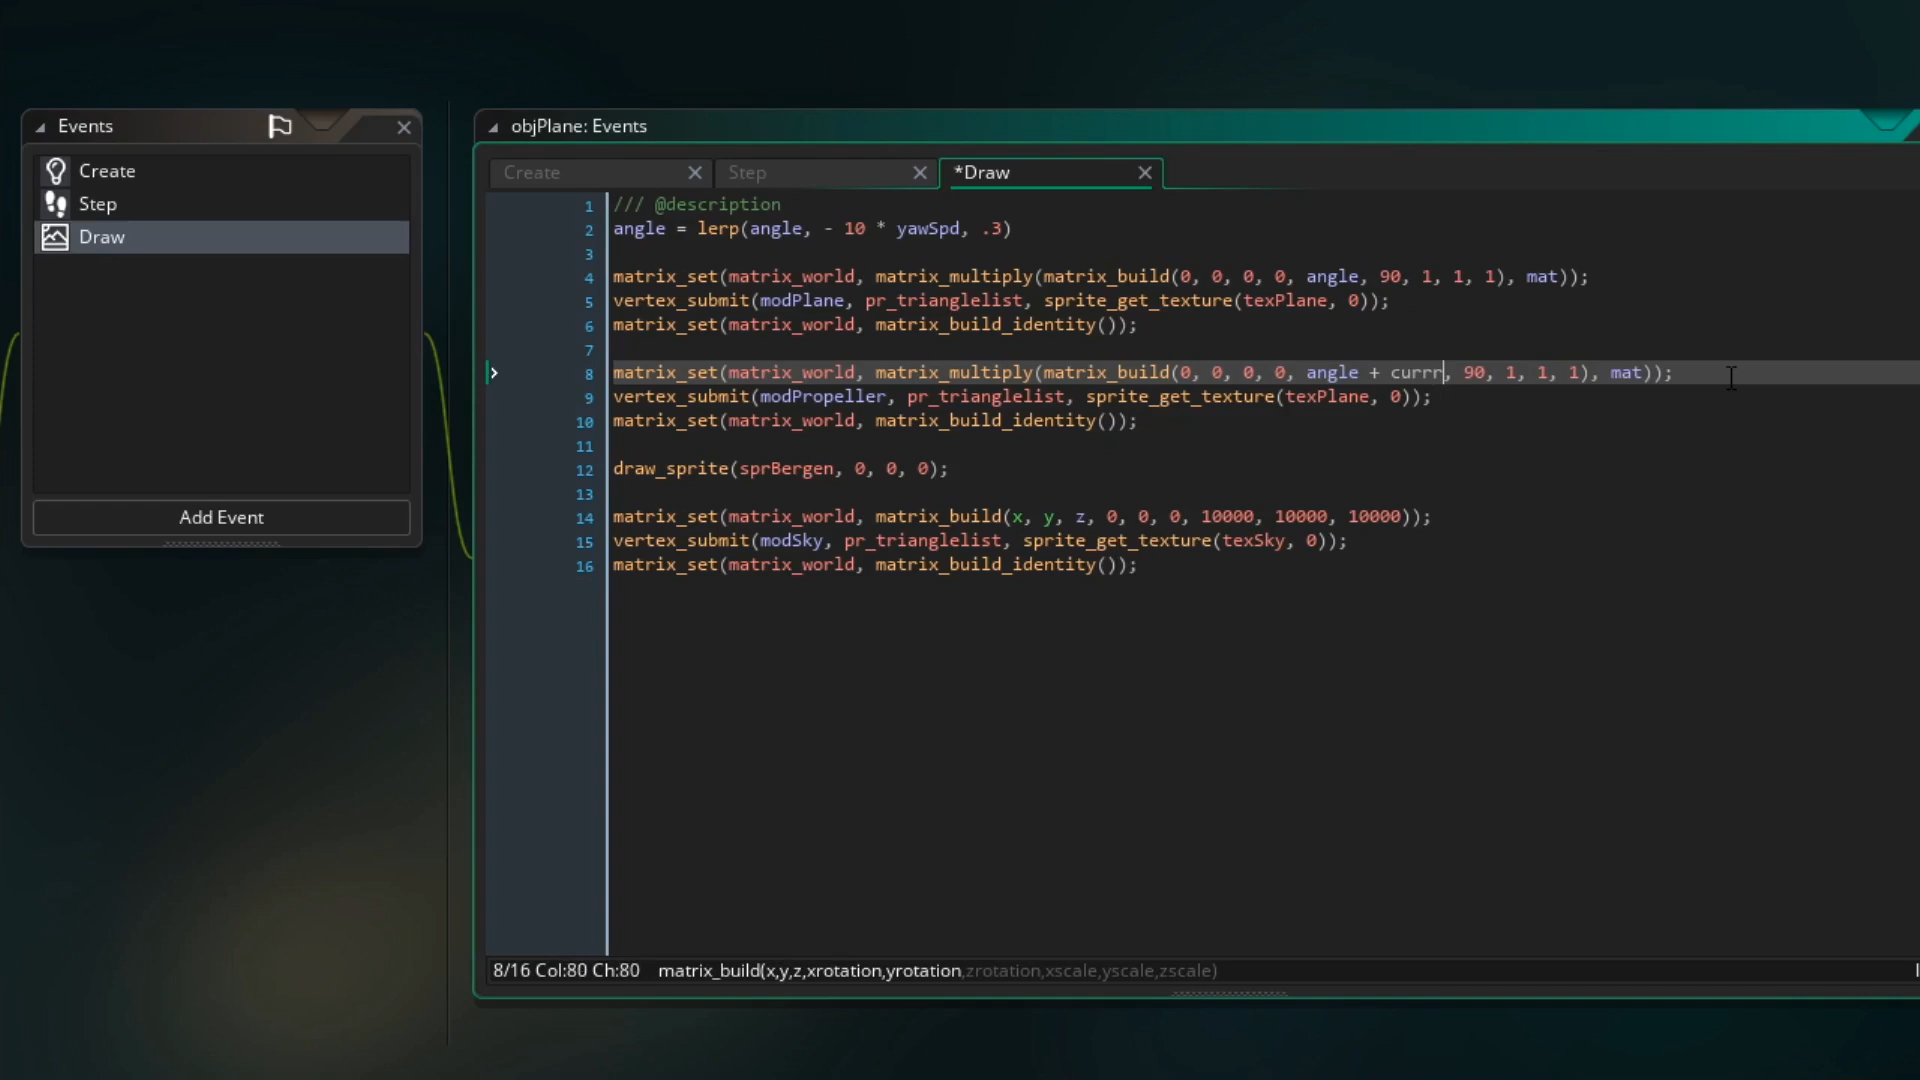 Events
Create
Step
Draw
Add Event
objPlane: Events
Create
Step
*Draw
1 /// @description
2 angle = lerp(angle, - 10 * yawSpd, .3)
3
4 matrix_set(matrix_world, matrix_multiply(matrix_build(0, 0, 0, 0, angle, 90, 1, 1, 1), mat));
5 vertex_submit(modPlane, pr_trianglelist, sprite_get_texture(texPlane, 0));
6 matrix_set(matrix_world, matrix_build_identity());
7
8 matrix_set(matrix_world, matrix_multiply(matrix_build(0, 0, 0, 0, angle + currr, 90, 1, 1, 1), mat));
9 vertex_submit(modPropeller, pr_trianglelist, sprite_get_texture(texPlane, 0));
10 matrix_set(matrix_world, matrix_build_identity());
11
12 draw_sprite(sprBergen, 0, 0, 0);
13
14 matrix_set(matrix_world, matrix_build(x, y, z, 0, 0, 0, 10000, 10000, 10000));
15 vertex_submit(modSky, pr_trianglelist, sprite_get_texture(texSky, 0));
16 matrix_set(matrix_world, matrix_build_identity());
8/16 Col:80 Ch:80 matrix_build(x,y,z,xrotation,yrotation,zrotation,xscale,yscale,zscale)